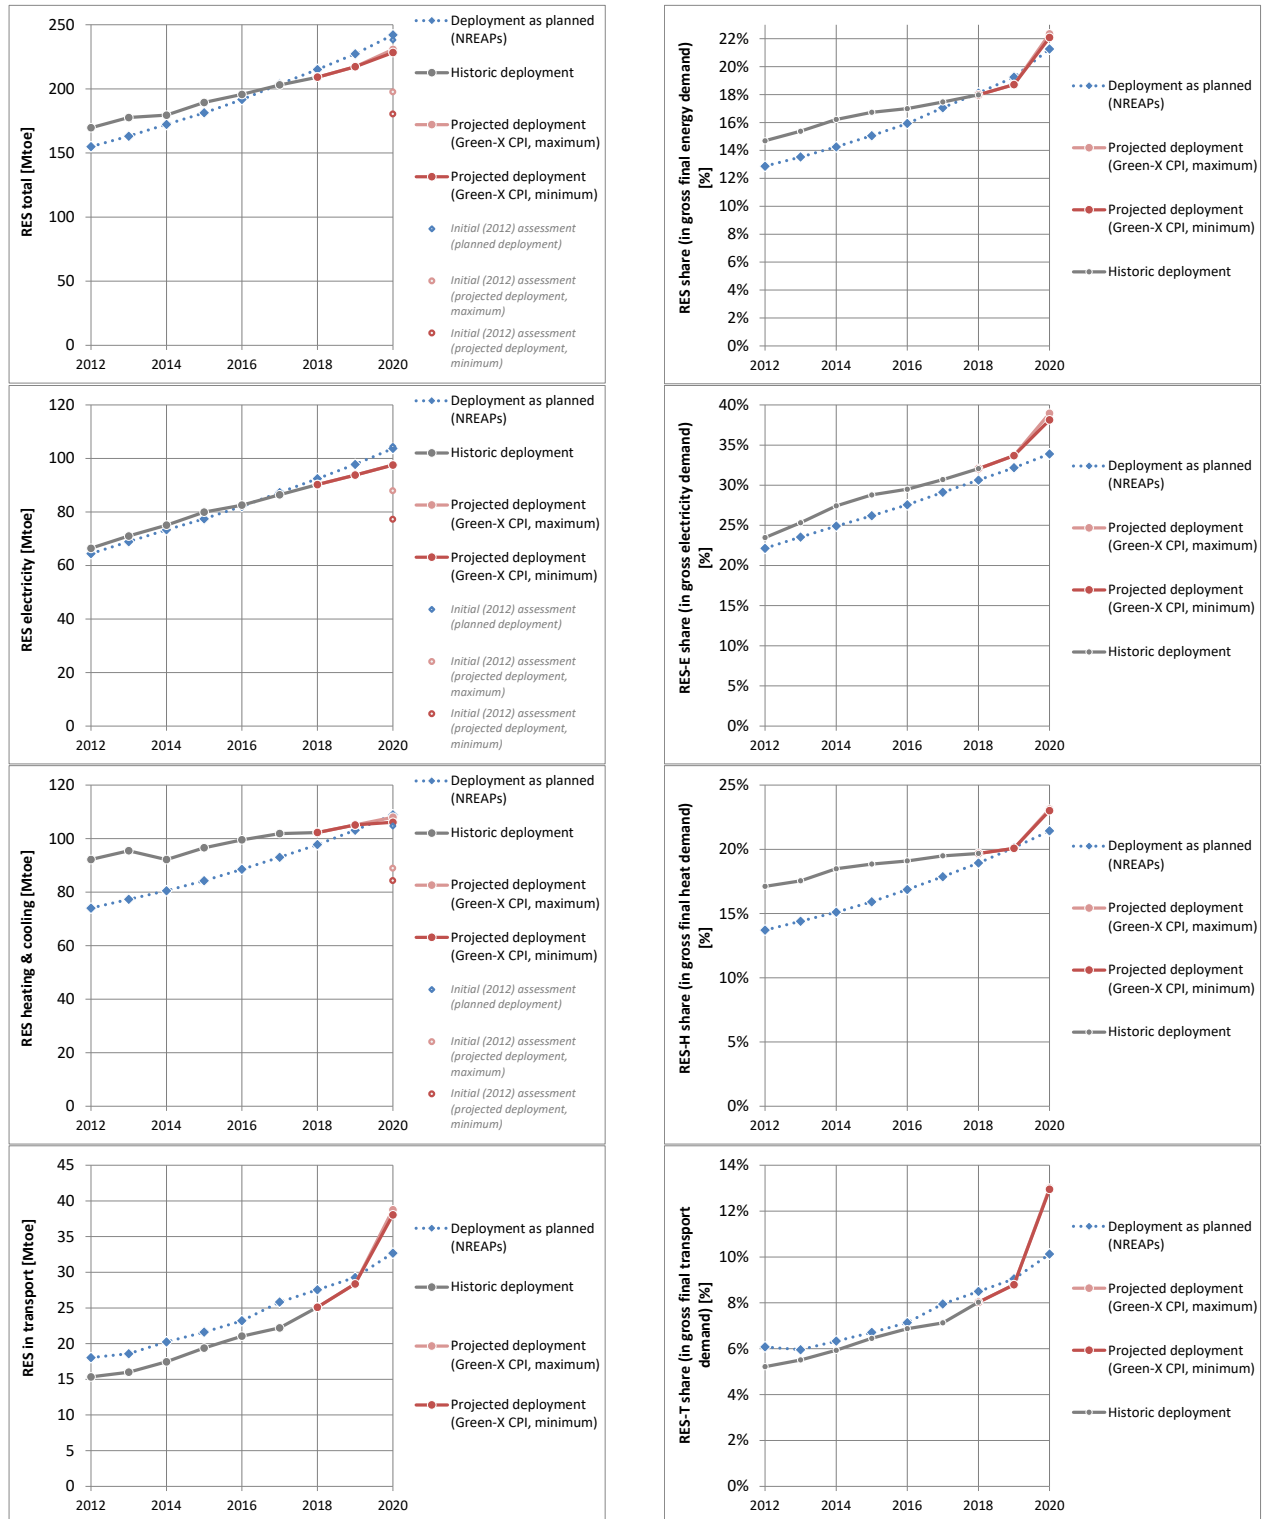 RES total [Mtoe]
250
200
150
100
50
0
2012
2014
2016
2018
2020
Deployment as planned
(NREAPs)
Historic deployment
Projected deployment
(Green-X CPI, maximum)
Projected deployment
(Green-X CPI, minimum)
Initial (2012) assessment
(planned deployment)
Initial (2012) assessment
(projected deployment,
maximum)
Initial (2012) assessment
(projected deployment,
minimum)
RES share (in gross final energy demand)
[%]
22%
20%
18%
16%
14%
12%
10%
8%
6%
4%
2%
0%
2012
2014
2016
2018
2020
Deployment as planned
(NREAPs)
Projected deployment
(Green-X CPI, maximum)
Projected deployment
(Green-X CPI, minimum)
Historic deployment
RES electricity [Mtoe]
120
100
80
60
40
20
0
2012
2014
2016
2018
2020
Deployment as planned
(NREAPs)
Historic deployment
Projected deployment
(Green-X CPI, maximum)
Projected deployment
(Green-X CPI, minimum)
Initial (2012) assessment
(planned deployment)
Initial (2012) assessment
(projected deployment,
maximum)
Initial (2012) assessment
(projected deployment,
minimum)
RES-E share (in gross electricity demand)
[%]
40%
35%
30%
25%
20%
15%
10%
5%
0%
2012
2014
2016
2018
2020
Deployment as planned
(NREAPs)
Projected deployment
(Green-X CPI, maximum)
Projected deployment
(Green-X CPI, minimum)
Historic deployment
RES heating & cooling [Mtoe]
120
100
80
60
40
20
0
2012
2014
2016
2018
2020
Deployment as planned
(NREAPs)
Historic deployment
Projected deployment
(Green-X CPI, maximum)
Projected deployment
(Green-X CPI, minimum)
Initial (2012) assessment
(planned deployment)
Initial (2012) assessment
(projected deployment,
maximum)
Initial (2012) assessment
(projected deployment,
minimum)
RES-H share (in gross final heat demand)
[%]
25%
20%
15%
10%
5%
0%
2012
2014
2016
2018
2020
Deployment as planned
(NREAPs)
Projected deployment
(Green-X CPI, maximum)
Projected deployment
(Green-X CPI, minimum)
Historic deployment
RES in transport [Mtoe]
45
40
35
30
25
20
15
10
5
0
2012
2014
2016
2018
2020
Deployment as planned
(NREAPs)
Historic deployment
Projected deployment
(Green-X CPI, maximum)
Projected deployment
(Green-X CPI, minimum)
RES-T share (in gross final transport
demand) [%]
14%
12%
10%
8%
6%
4%
2%
0%
2012
2014
2016
2018
2020
Deployment as planned
(NREAPs)
Projected deployment
(Green-X CPI, maximum)
Projected deployment
(Green-X CPI, minimum)
Historic deployment